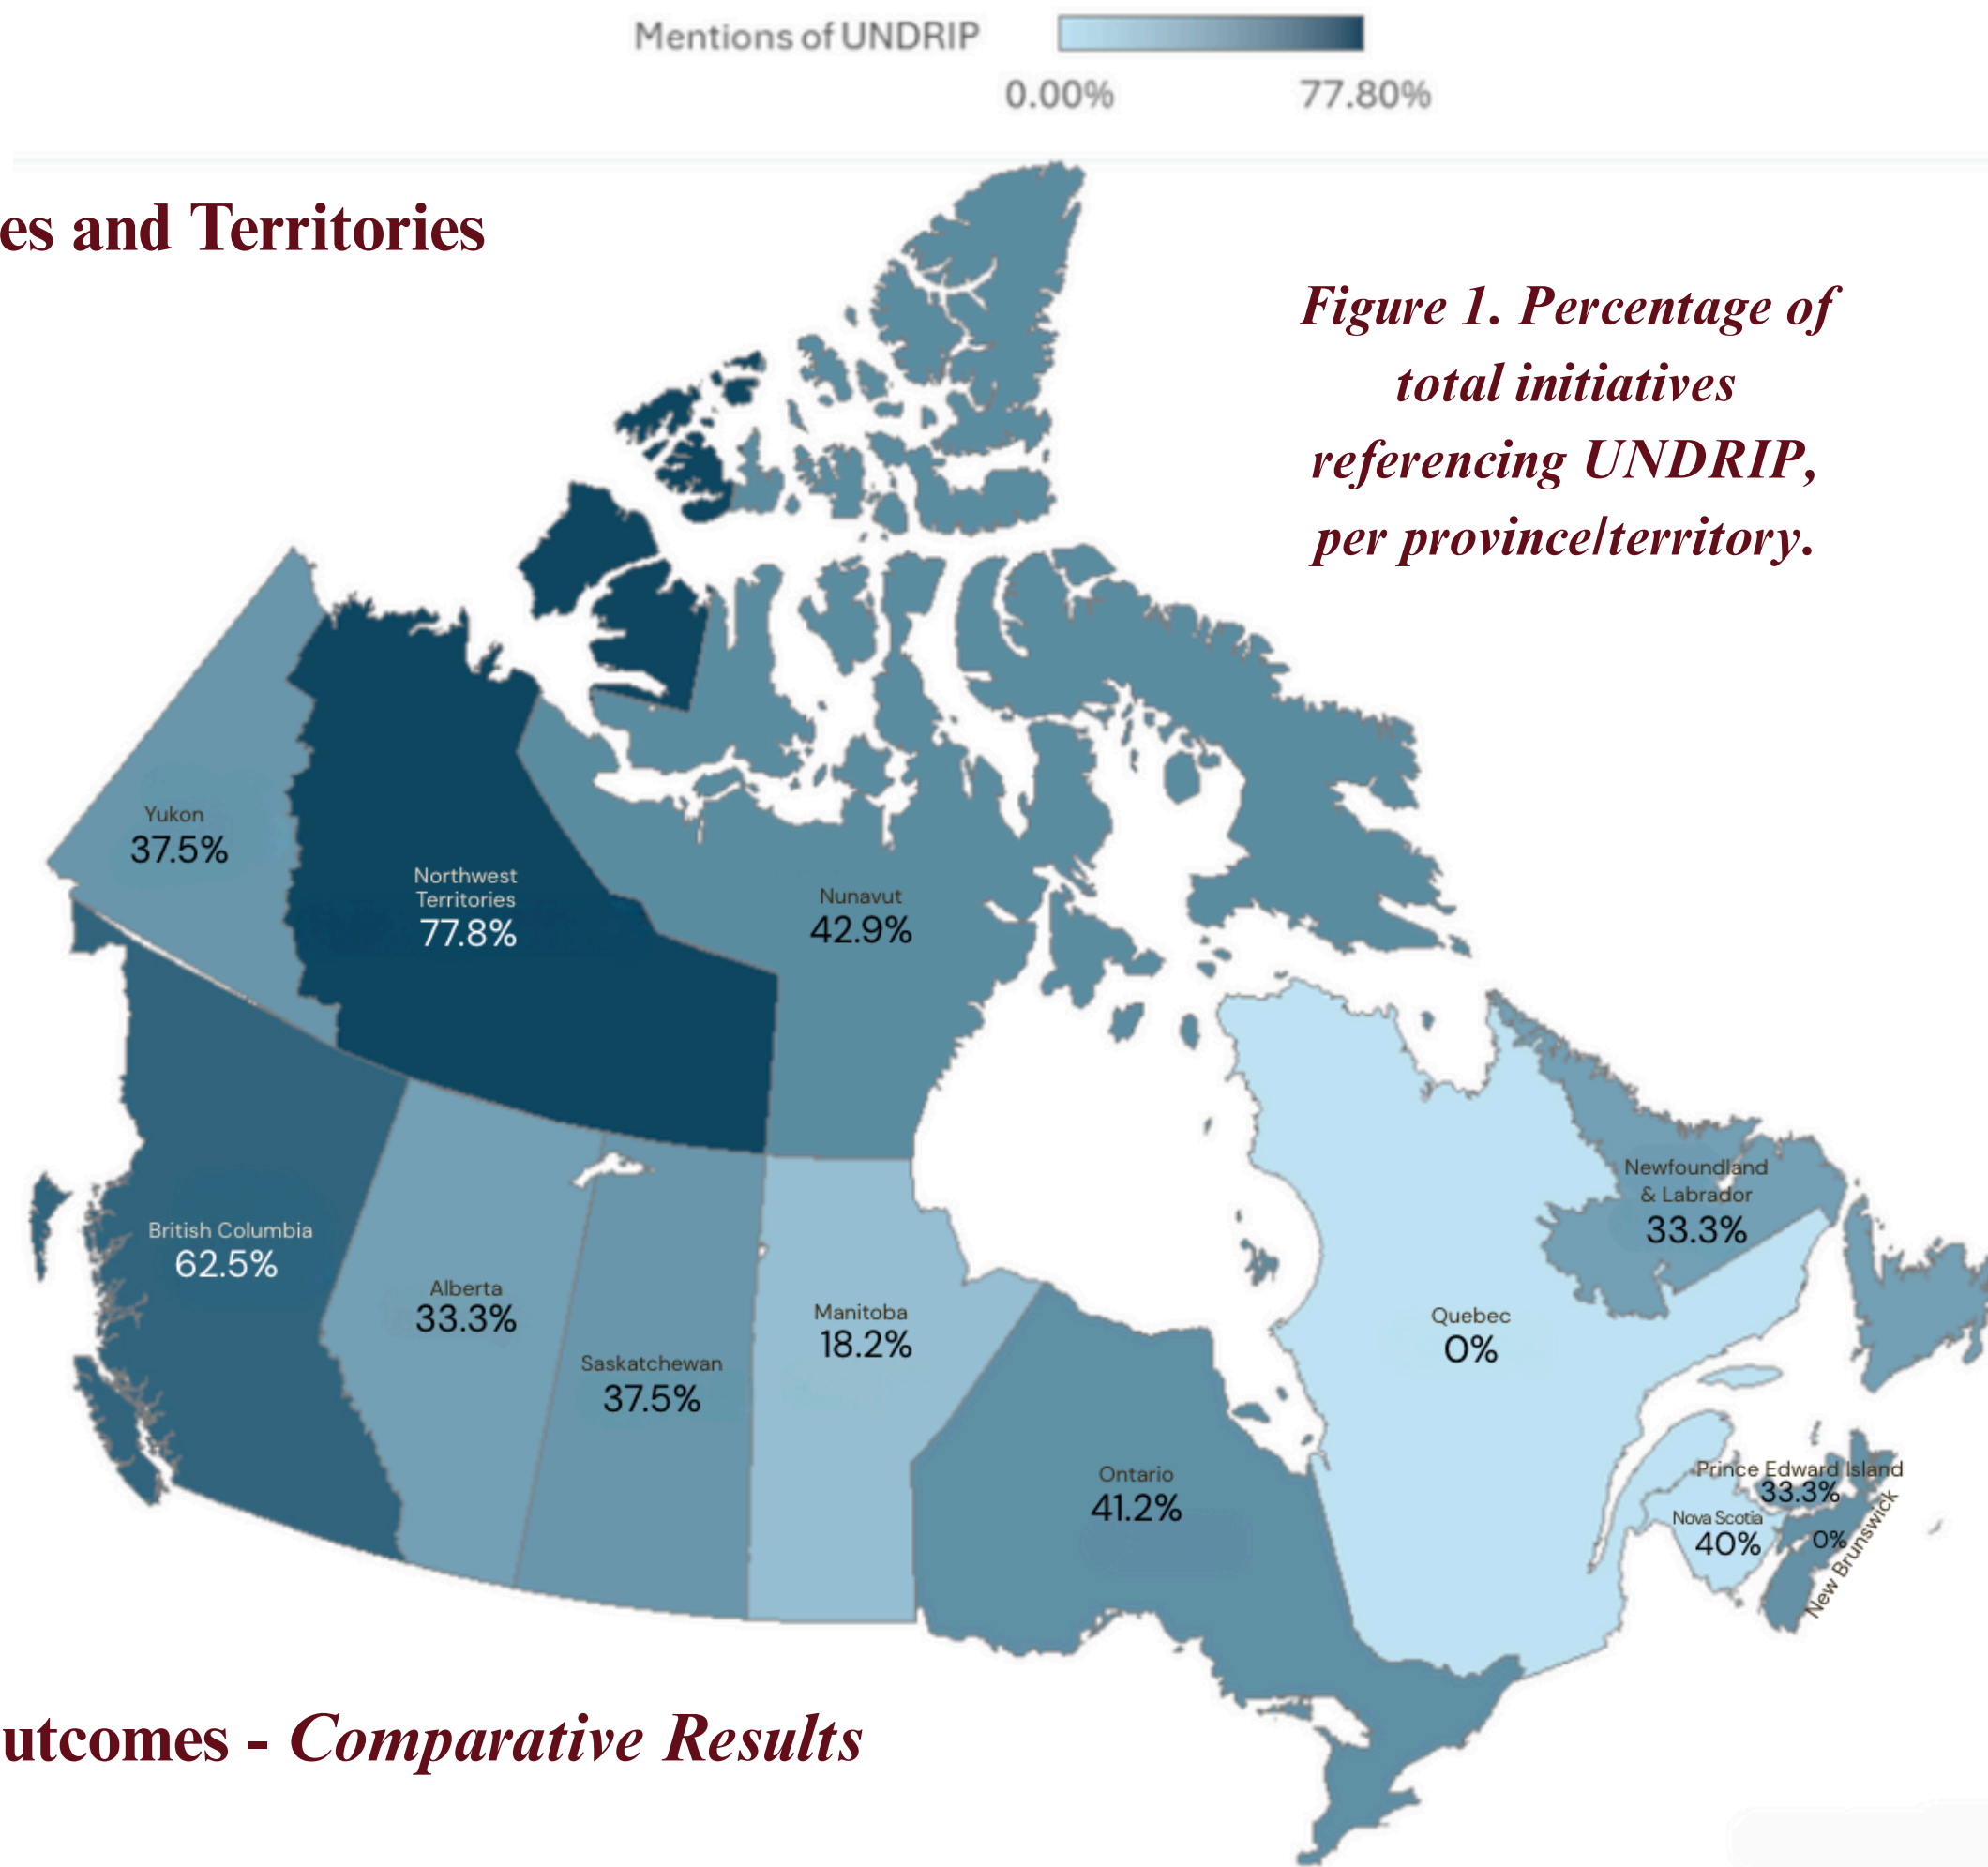 Mentions of UNDRIP
0.00% 77.80%
es and Territories
Figure 1. Percentage of
total initiatives
referencing UNDRIP,
per province/territory.
Yukon
37.5%
Northwest
Territories
77.8%
Nunavut
42.9%
British Columbia
62.5%
Alberta
33.3%
Saskatchewan
37.5%
Manitoba
18.2%
Ontario
41.2%
Quebec
0%
Newfoundland
& Labrador
33.3%
Prince Edward Island
33.3%
Nova Scotia
40%
0%
New Brunswick
utcomes - Comparative Results